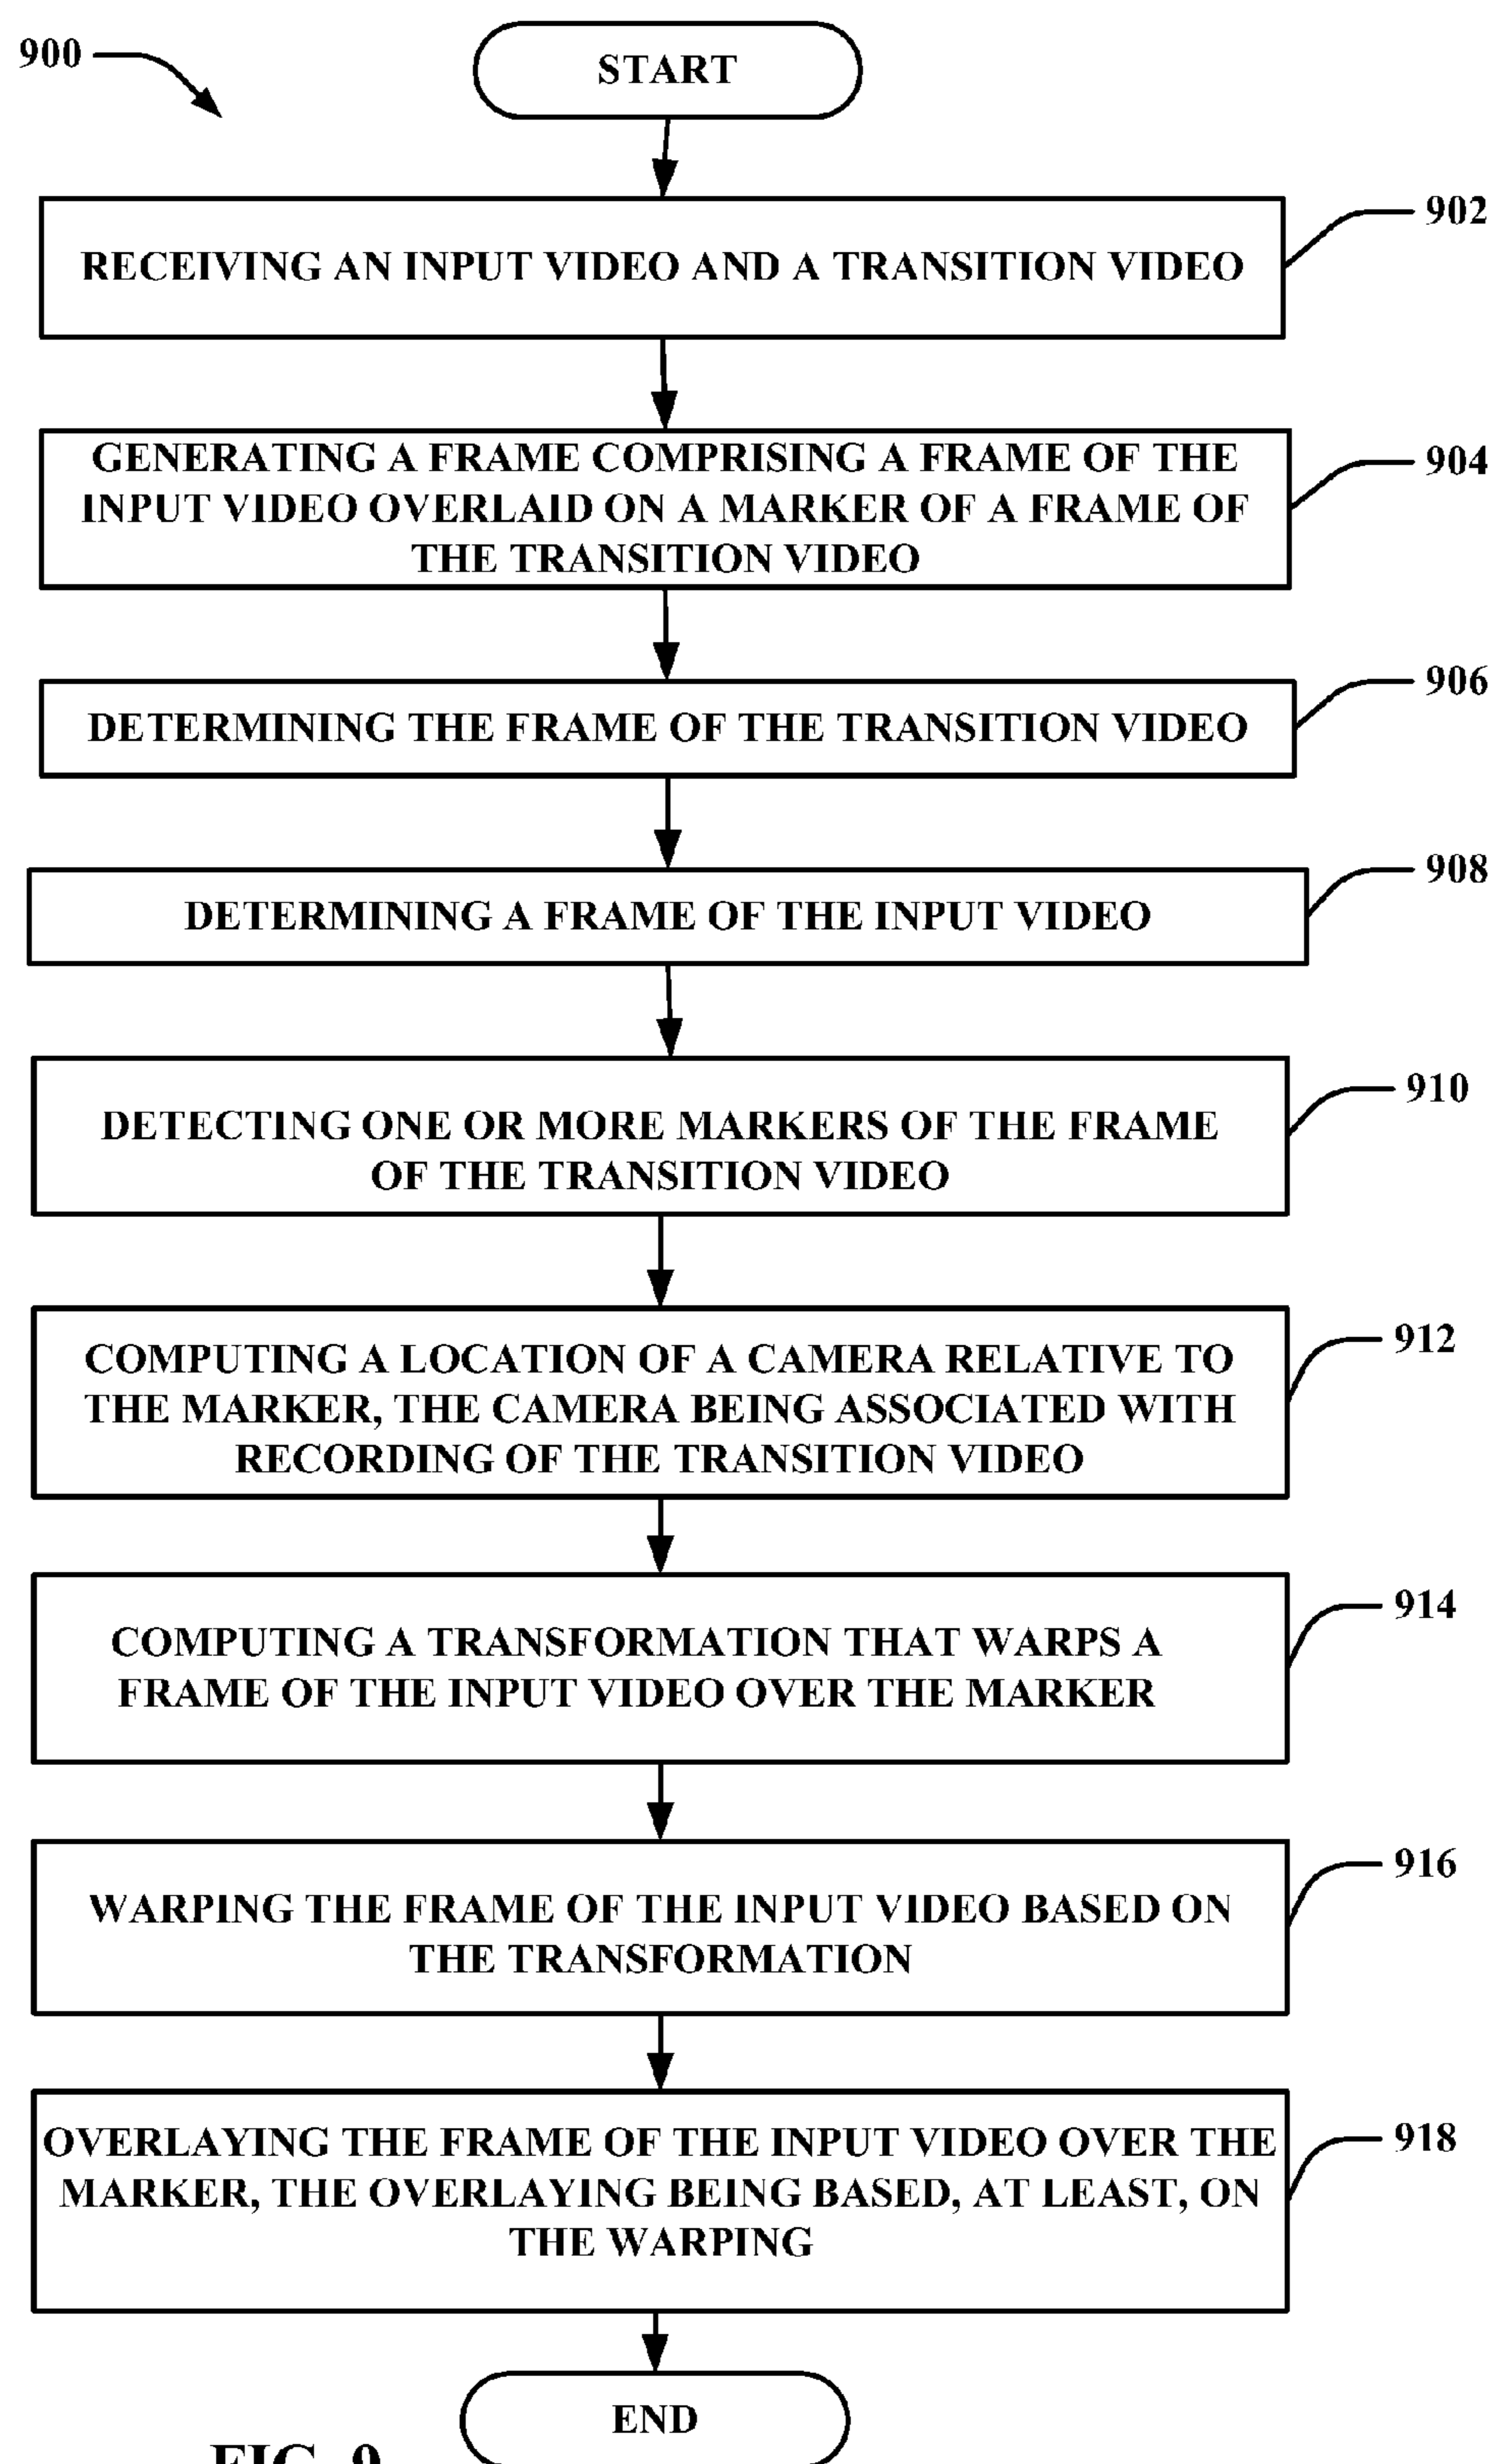 900
START
RECEIVING AN INPUT VIDEO AND A TRANSITION VIDEO
902
GENERATING A FRAME COMPRISING A FRAME OF THE
INPUT VIDEO OVERLAID ON A MARKER OF A FRAME OF
THE TRANSITION VIDEO
904
DETERMINING THE FRAME OF THE TRANSITION VIDEO
906
DETERMINING A FRAME OF THE INPUT VIDEO
908
DETECTING ONE OR MORE MARKERS OF THE FRAME
OF THE TRANSITION VIDEO
910
COMPUTING A LOCATION OF A CAMERA RELATIVE TO
THE MARKER, THE CAMERA BEING ASSOCIATED WITH
RECORDING OF THE TRANSITION VIDEO
912
COMPUTING A TRANSFORMATION THAT WARPS A
FRAME OF THE INPUT VIDEO OVER THE MARKER
914
WARPING THE FRAME OF THE INPUT VIDEO BASED ON
THE TRANSFORMATION
916
OVERLAYING THE FRAME OF THE INPUT VIDEO OVER THE
MARKER, THE OVERLAYING BEING BASED, AT LEAST, ON
THE WARPING
918
END
FIG. 9